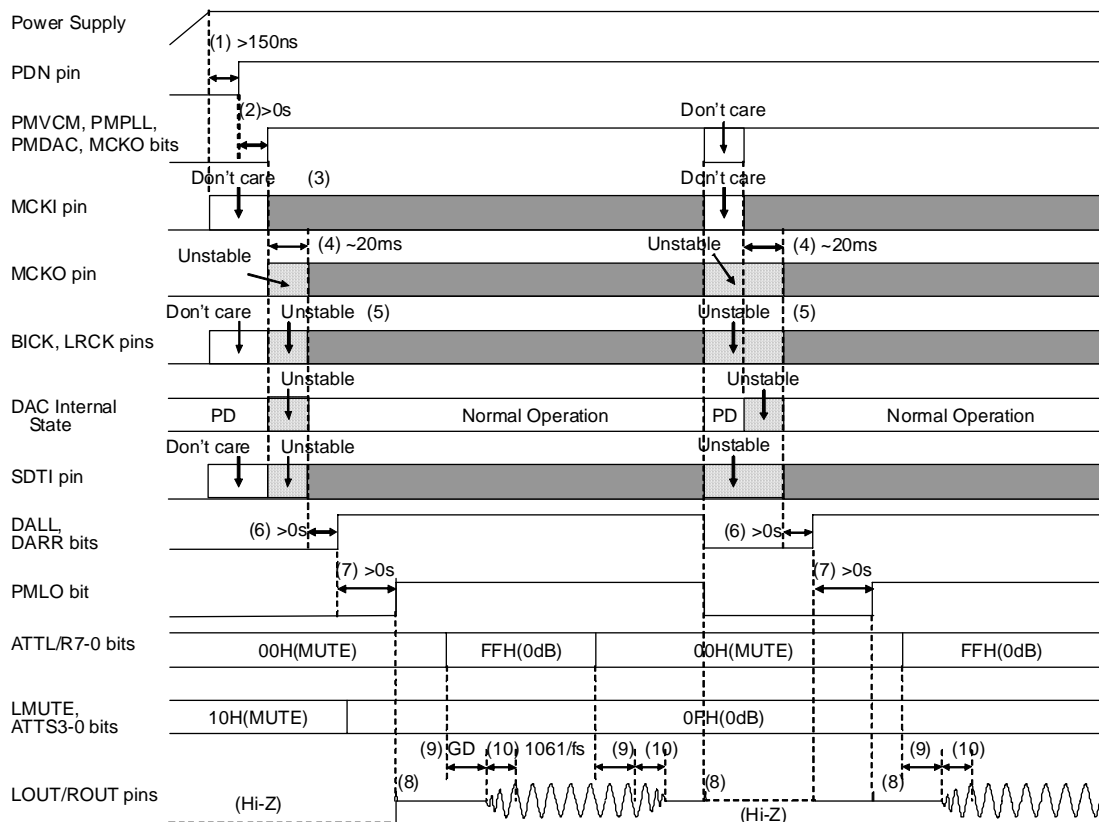 Power Supply
(1) >150ns
PDN pin
(2)>0s
Don't care
PMVCM, PMPLL,
PMDAC, MCKO bits
Don't care (3)
Don't care
MCKI pin
(4) ~20ms
Unstable
(4) ~20ms
Unstable
MCKO pin
Don't care
Unstable (5)
Unstable
(5)
BICK, LRCK pins
Unstable
Unstable
DAC Internal
State
PD
Normal Operation
PD
Normal Operation
Don't care
Unstable
Unstable
SDTI pin
DALL,
DARR bits
(6) >0s
(6) >0s
(7) >0s
(7) >0s
PMLO bit
ATTL/R7-0 bits
00H(MUTE)
FFH(0dB)
00H(MUTE)
FFH(0dB)
LMUTE,
ATTS3-0 bits
10H(MUTE)
0FH(0dB)
(9) GD
(10) 1061/fs
(9)
(10)
(9)
(10)
(8)
(8)
(8)
LOUT/ROUT pins
(Hi-Z)
(Hi-Z)